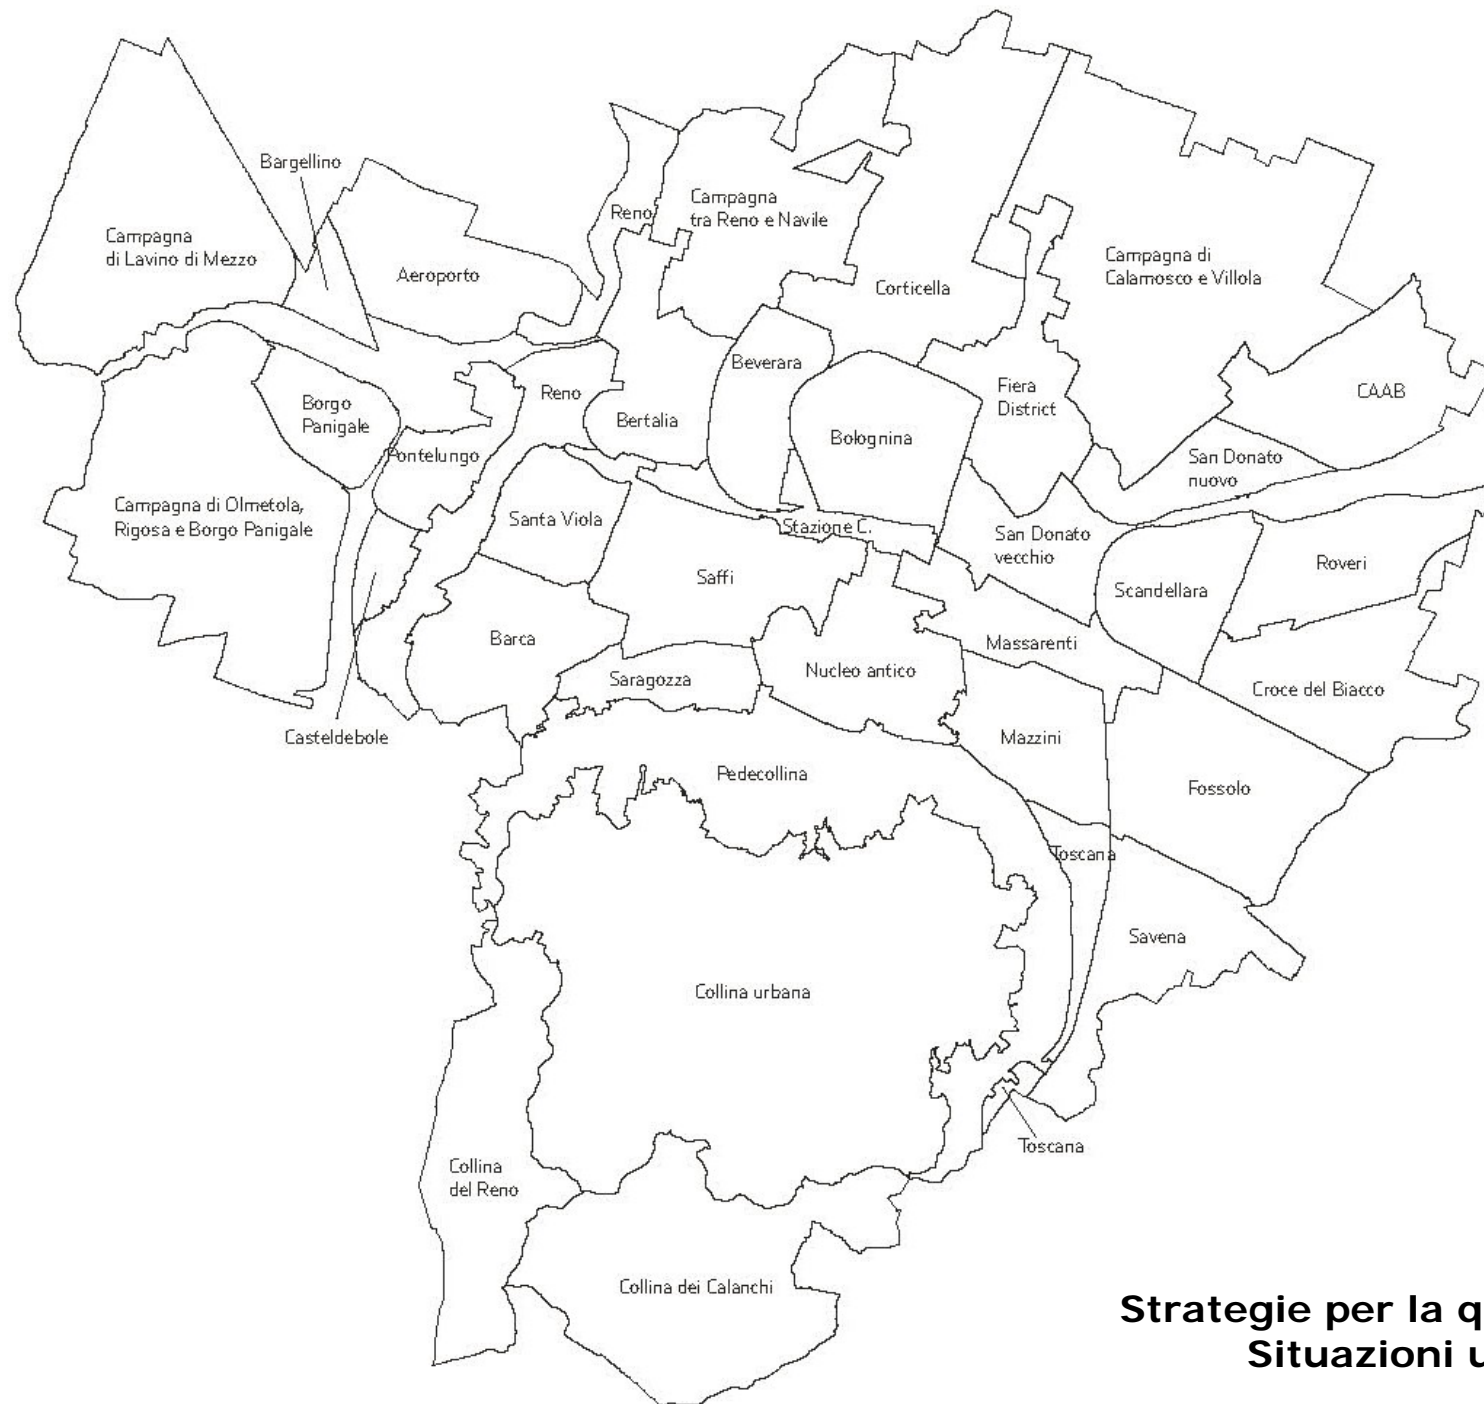 Bargellino
Campagna
di Lavino di Mezzo
Aeroporto
Reno
Campagna
tra Reno e Navile
Corticella
Campagna di
Calamosco e Villola
Borgo
Panigale
Pontelungo
Reno
Bertalia
Beverara
Bolognina
Fiera
District
CAAB
San Donato
nuovo
Campagna di Olmetola,
Rigosa e Borgo Panigale
Santa Viola
Stazione C.
Saffi
San Donato
vecchio
Scandellara
Roveri
Barca
Saragozza
Nucleo antico
Massarenti
Croce del Biacco
Casteldebole
Pedecollina
Mazzini
Fossolo
Toscana
Savena
Collina urbana
Toscana
Collina
del Reno
Collina dei Calanchi
Strategie per la q
Situazioni u